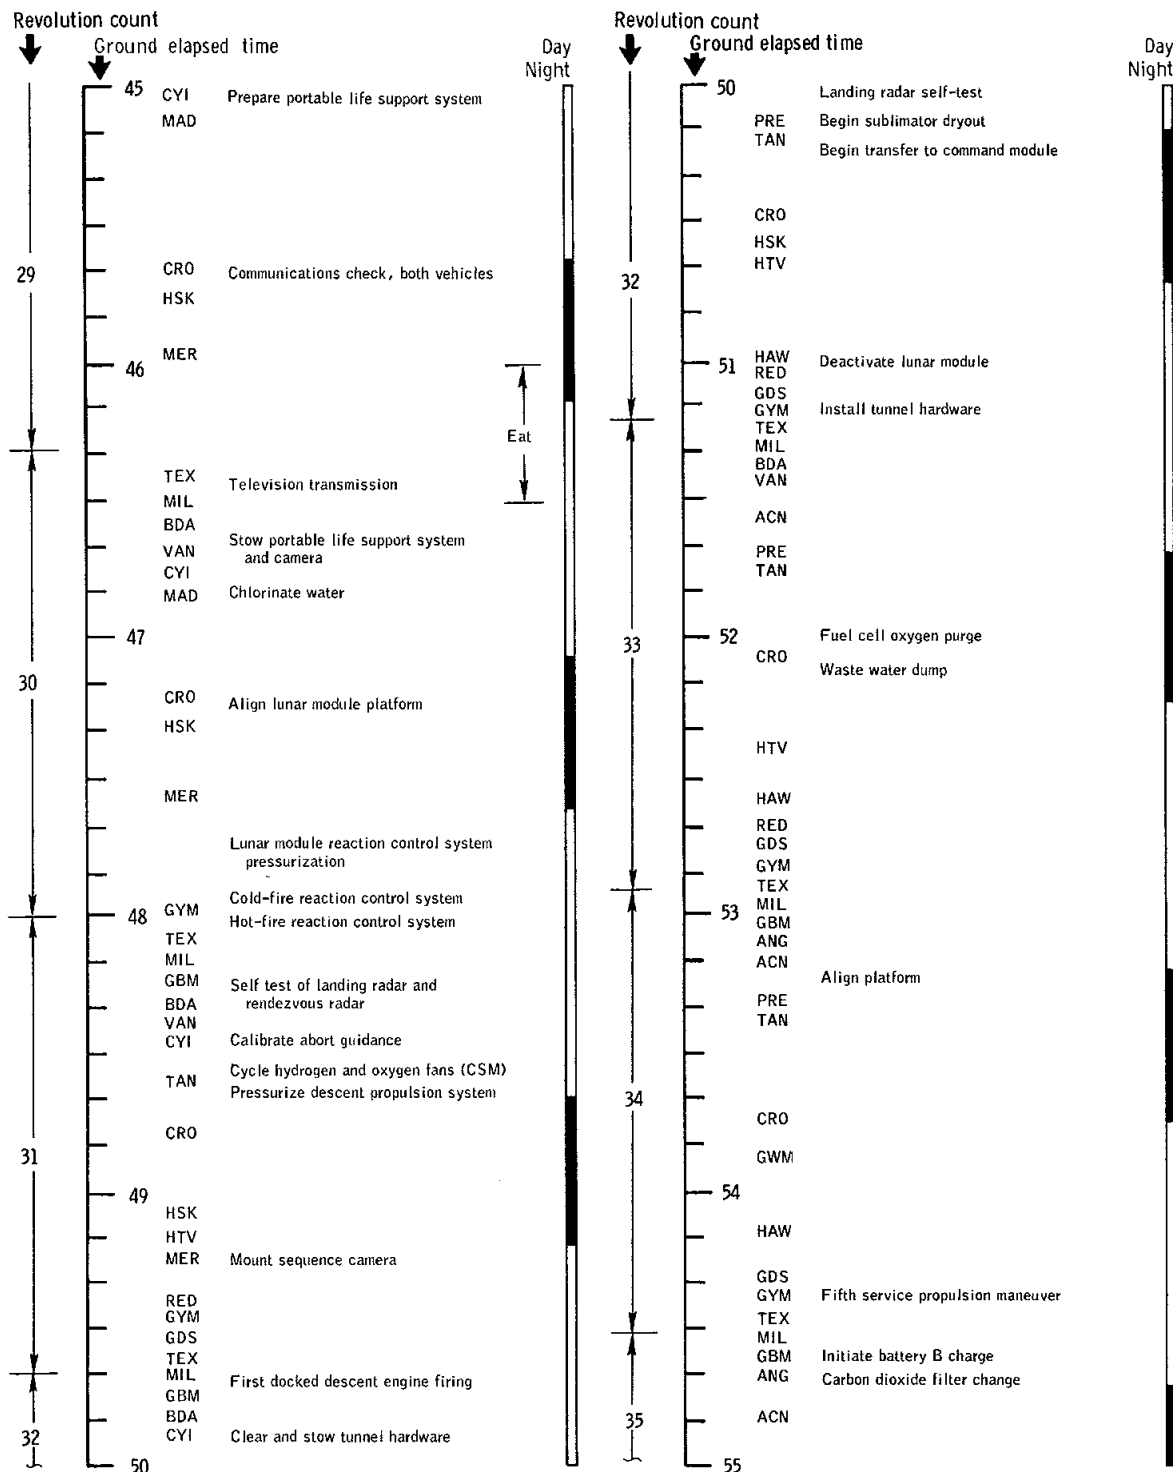 Revolution count
Ground elapsed time
Day
Night
45
CYI Prepare portable life support system
MAD
29
CRO Communications check, both vehicles
HSK
MER
46
Eat
TEX
Television transmission
MIL
BDA
Stow portable life support system
VAN and camera
CYI
MAD Chlorinate water
47
30
CRO Align lunar module platform
HSK
MER
Lunar module reaction control system
pressurization
Cold-fire reaction control system
48 GYM
Hot-fire reaction control system
TEX
MIL
GBM Self test of landing radar and
BDA rendezvous radar
VAN
CYI Calibrate abort guidance
Cycle hydrogen and oxygen fans (CSM)
TAN
Pressurize descent propulsion system
CRO
31
49
HSK
HTV
MER Mount sequence camera
RED
GYM
GDS
TEX
MIL First docked descent engine firing
GBM
BDA
32 CYI Clear and stow tunnel hardware
50
Revolution count
Ground elapsed time
Day
Night
50 Landing radar self-test
PRE Begin sublimator dryout
TAN
Begin transfer to command module
CRO
HSK
HTV
32
HAW
51 Deactivate lunar module
RED
GDS
GYM Install tunnel hardware
TEX
MIL
BDA
VAN
ACN
PRE
TAN
33
52 Fuel cell oxygen purge
CRO
Waste water dump
HTV
HAW
RED
GDS
GYM
TEX
MIL
53
GBM
ANG
ACN
Align platform
PRE
TAN
34
CRO
GWM
54
HAW
GDS
GYM Fifth service propulsion maneuver
TEX
MIL
GBM Initiate battery B charge
ANG Carbon dioxide filter change
35 ACN
55